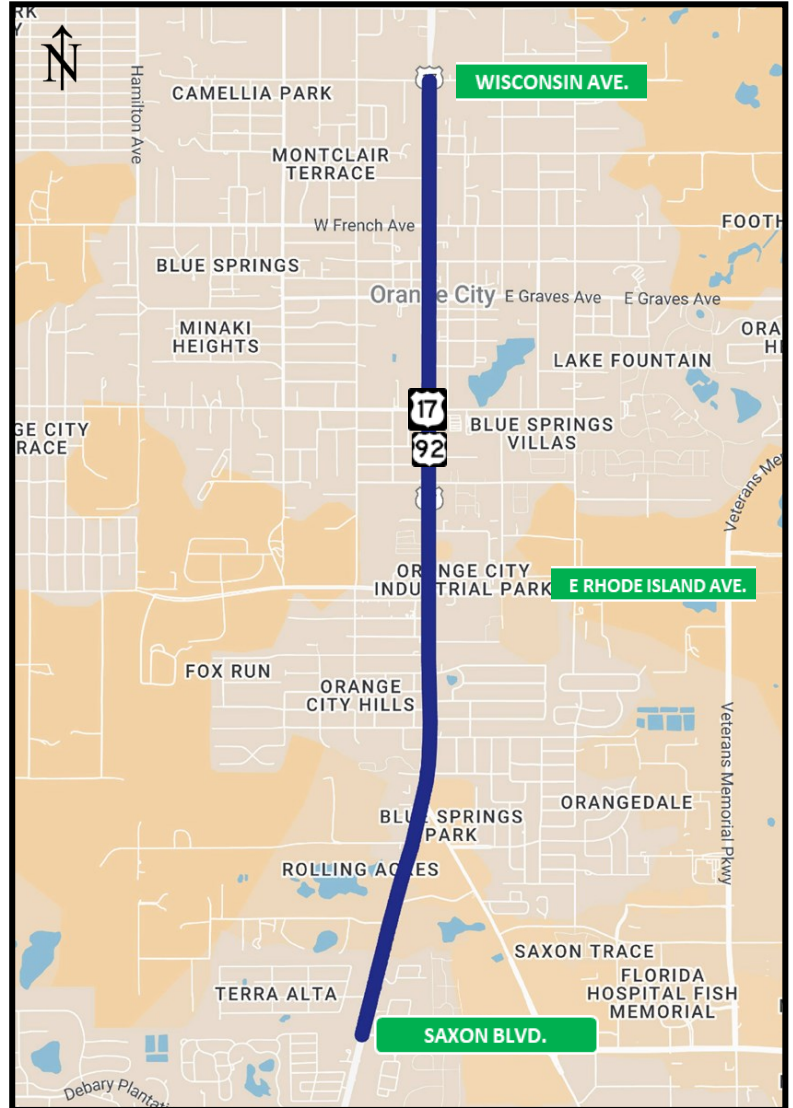 RK
Y
N
Hamilton Ave
CAMELLIA PARK
WISCONSIN AVE.
MONTCLAIR
TERRACE
W French Ave
FOOTH
BLUE SPRINGS
Orange City
E Graves Ave
E Graves Ave
MINAKI
HEIGHTS
ORA
HI
LAKE FOUNTAIN
17
92
GE CITY
RACE
BLUE SPRINGS
VILLAS
Veterans Me
ORANGE CITY
INDUSTRIAL PARK
E RHODE ISLAND AVE.
FOX RUN
ORANGE
CITY HILLS
Veterans Memorial Pkwy
ORANGEDALE
BLUE SPRINGS
PARK
ROLLING ACRES
SAXON TRACE
TERRA ALTA
FLORIDA
HOSPITAL FISH
MEMORIAL
SAXON BLVD.
Debary Plantati